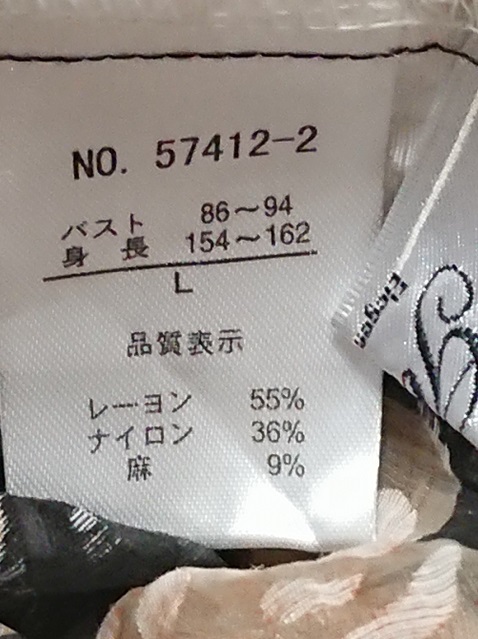 NO. 57412-2
バスト 86～94
身長 154～162
L
品質表示
レーヨン 55%
ナイロン 36%
麻 9%